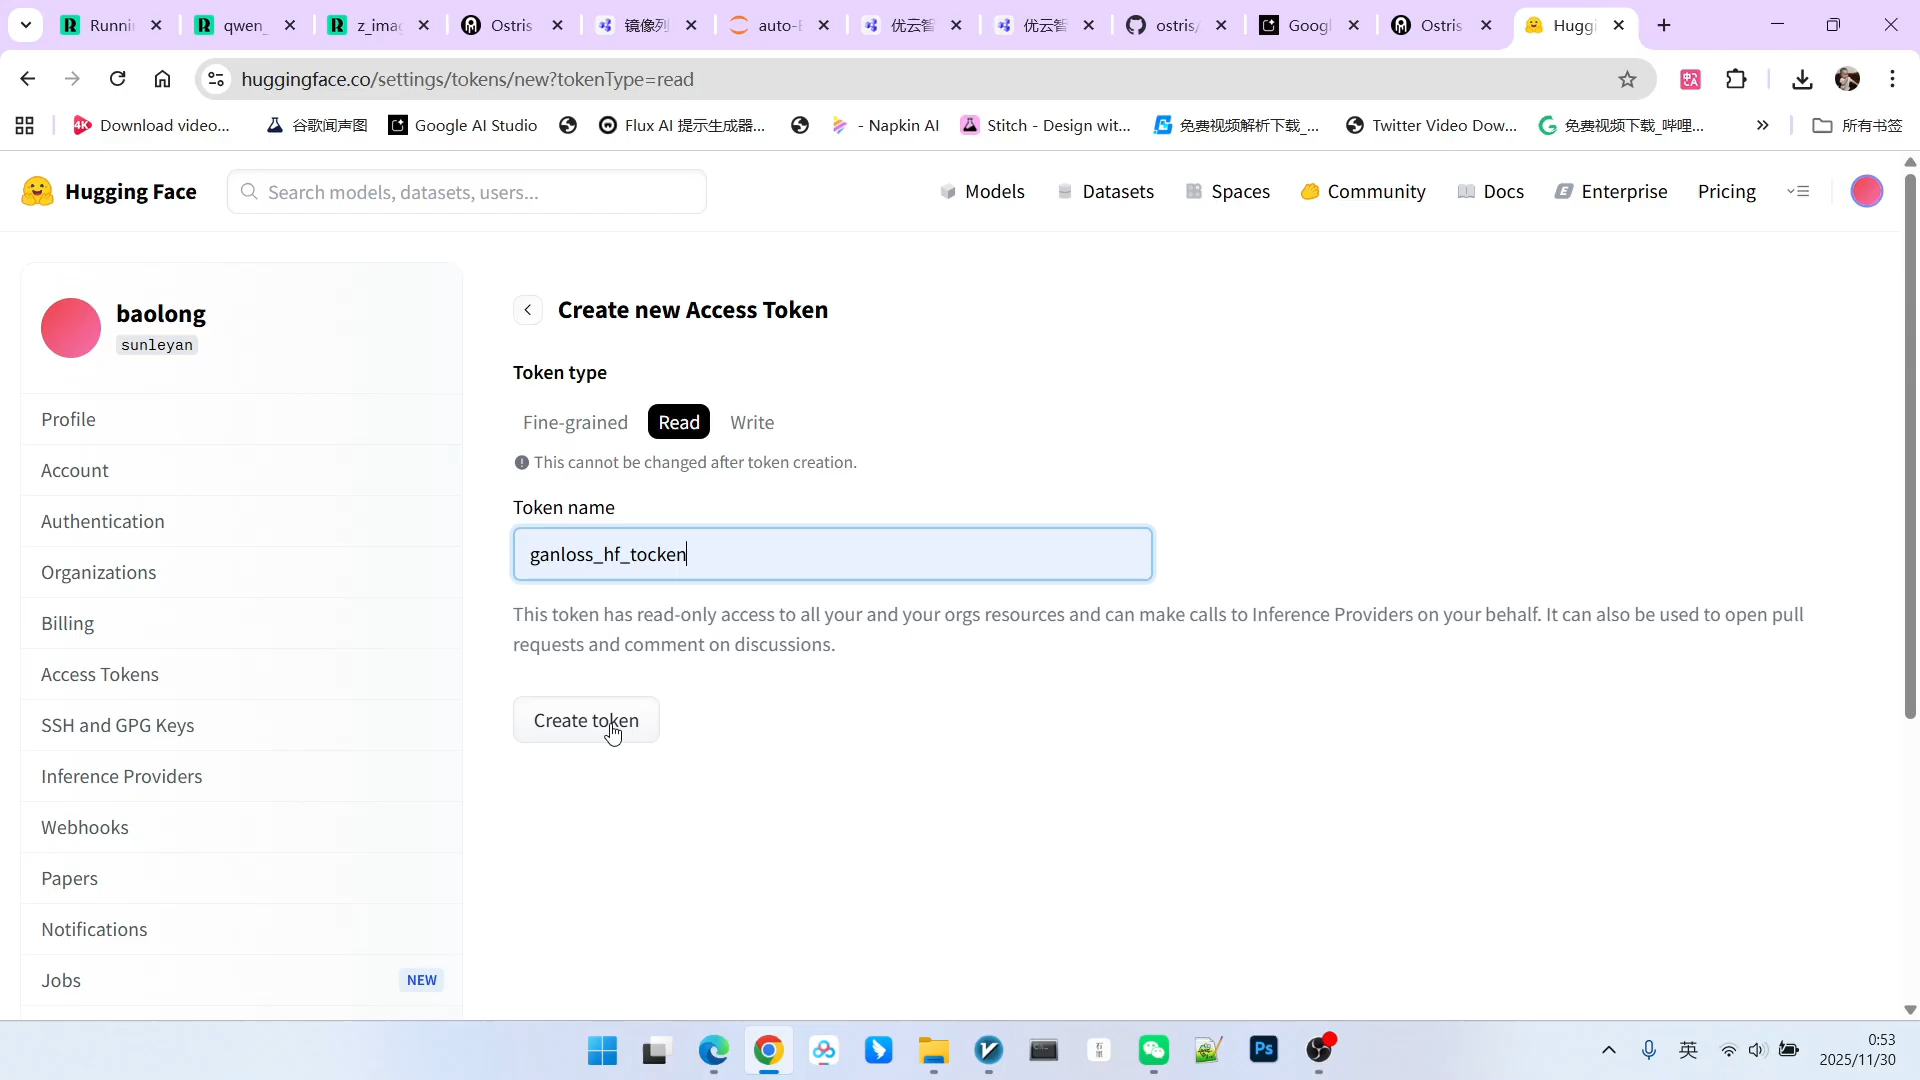 Runni
qwen_
z_imag
Ostris
镜像列
auto-
优云智
优云智
ostris/
Googl
Ostris
Huggi
huggingface.co/settings/tokens/new?tokenType=read
Download video...
谷歌闻声图
Google AI Studio
Flux AI 提示生成器...
- Napkin AI
Stitch - Design wit...
免费视频解析下载_...
Twitter Video Dow...
免费视频下载_哔哩...
所有书签
Hugging Face
Search models, datasets, users...
Models
Datasets
Spaces
Community
Docs
Enterprise
Pricing
baolong
sunleyan
Profile
Account
Authentication
Organizations
Billing
Access Tokens
SSH and GPG Keys
Inference Providers
Webhooks
Papers
Notifications
Jobs NEW
Create new Access Token
Token type
Fine-grained Read Write
This cannot be changed after token creation.
Token name
ganloss_hf_tocken
This token has read-only access to all your and your orgs resources and can make calls to Inference Providers on your behalf. It can also be used to open pull
requests and comment on discussions.
Create token
英
0:53
2025/11/30